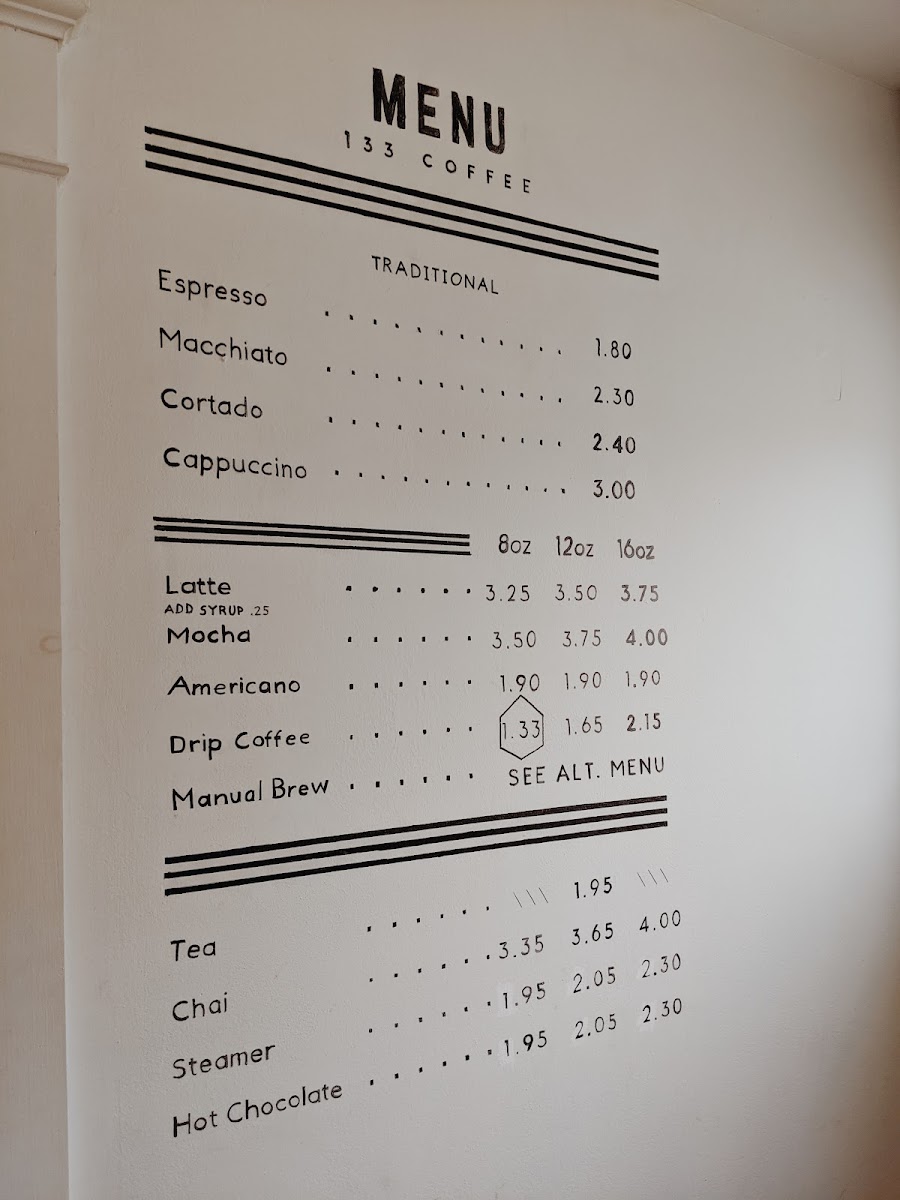 MENU
133 COFFEE
TRADITIONAL
Espresso . . . . . . . . . . . 1.80
Macchiato . . . . . . . . . . . 2.30
Cortado . . . . . . . . . . . 2.40
Cappuccino . . . . . . . . . . . 3.00
8oz 12oz 16oz
Latte . . . . . . 3.25 3.50 3.75
ADD SYRUP .25
Mocha . . . . . . 3.50 3.75 4.00
Americano . . . . . . 1.90 1.90 1.90
Drip Coffee . . . . . . 1.33 1.65 2.15
Manual Brew . . . . . . SEE ALT. MENU
Tea . . . . . . \\\ 1.95 \\\
Chai . . . . . . 3.35 3.65 4.00
Steamer . . . . . . 1.95 2.05 2.30
Hot Chocolate . . . . . . 1.95 2.05 2.30